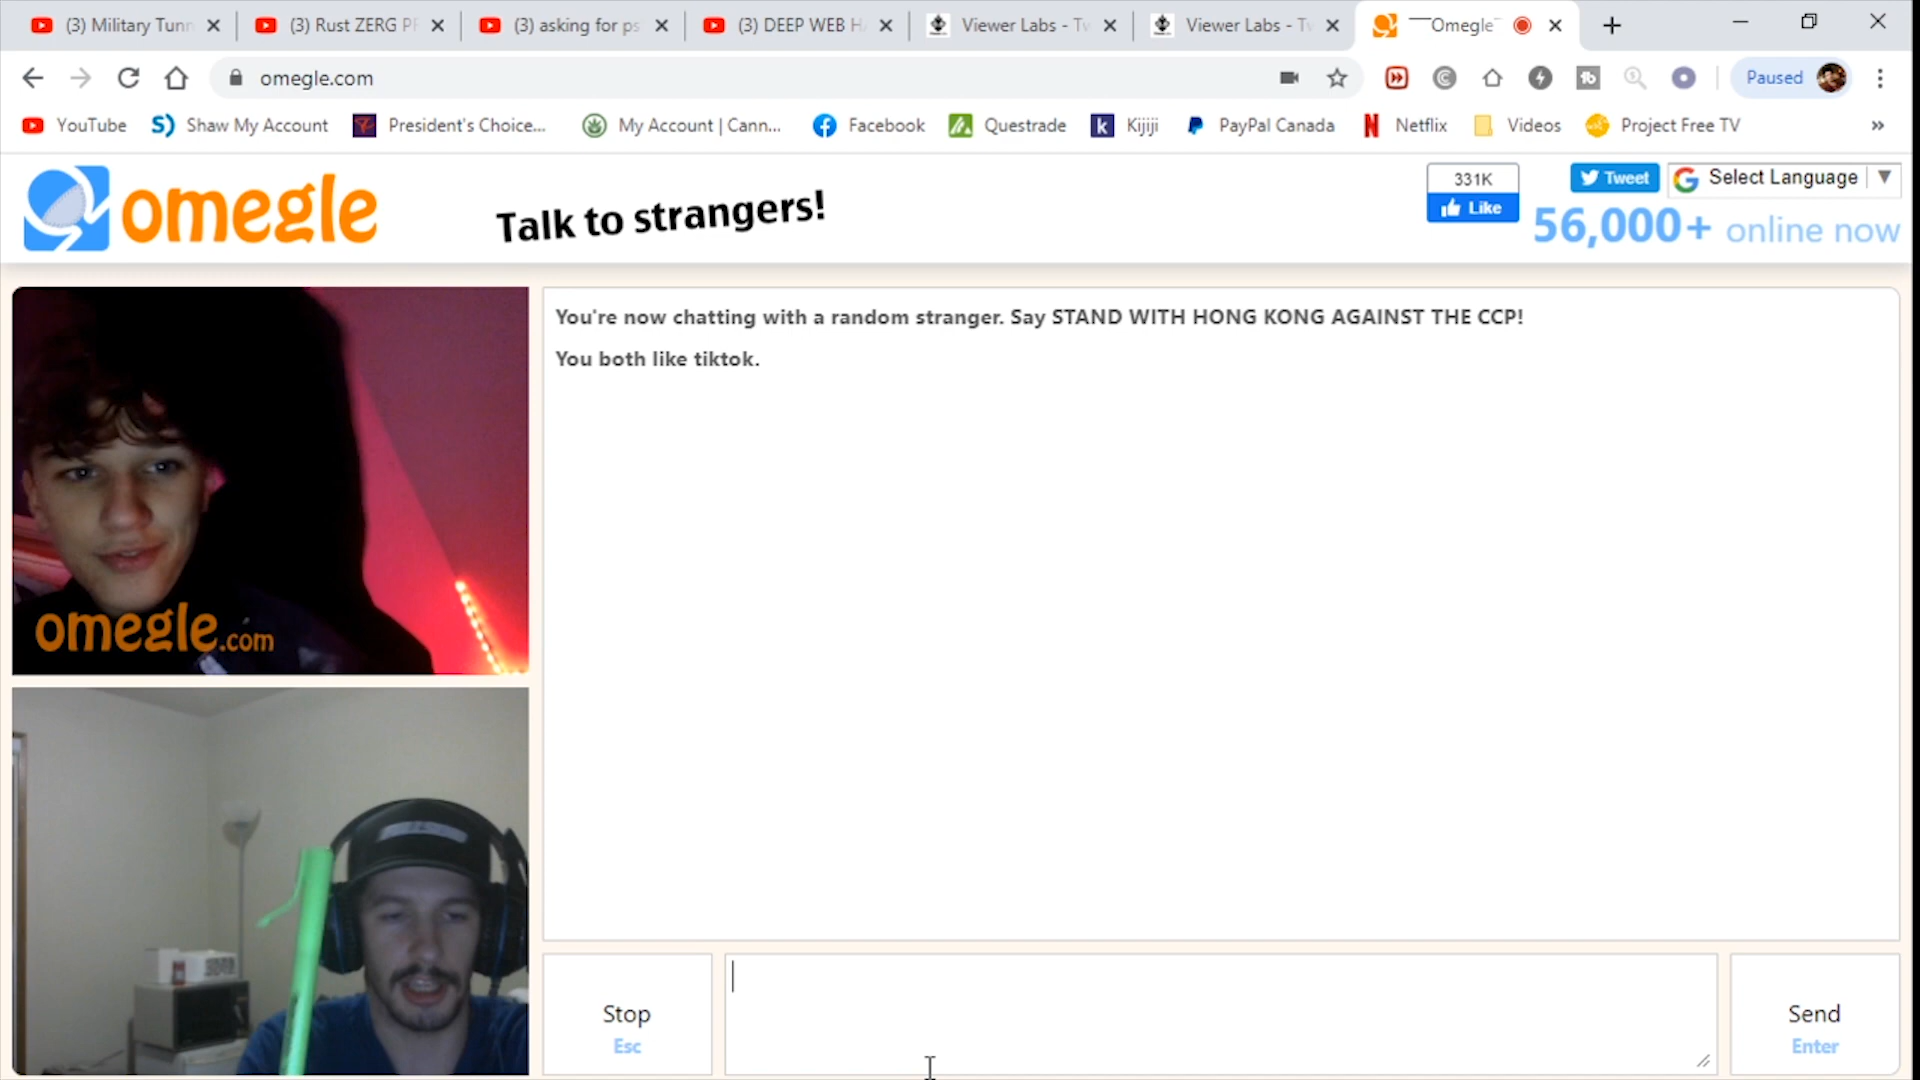 (3) Military Tunn
(3) Rust ZERG P
(3) asking for ps
(3) DEEP WEB H
Viewer Labs - Tw
Viewer Labs - Tw
Omegle
omegle.com
Paused
YouTube
Shaw My Account
President's Choice...
My Account | Cann...
Facebook
Questrade
Kijiji
PayPal Canada
Netflix
Videos
Project Free TV
»
omegle
Talk to strangers!
331K
Like
Tweet
Select Language
56,000+ online now
You're now chatting with a random stranger. Say STAND WITH HONG KONG AGAINST THE CCP!
You both like tiktok.
omegle.com
Stop
Esc
Send
Enter